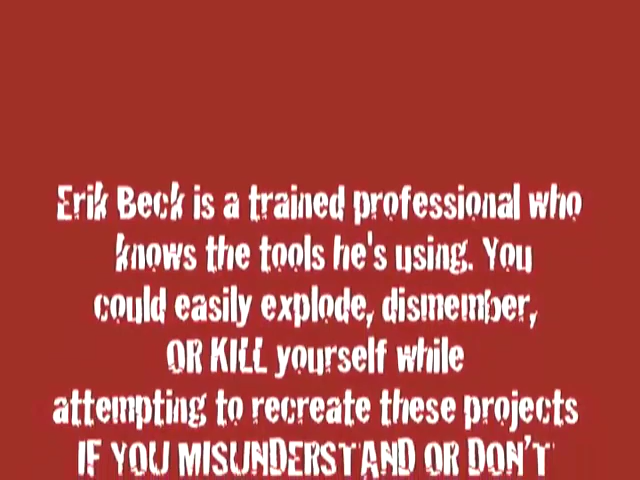 Erik Beck is a trained professional who
knows the tools he's using. You
could easily explode, dismember,
OR KILL yourself while
attempting to recreate these projects
IF YOU MISUNDERSTAND OR DON'T